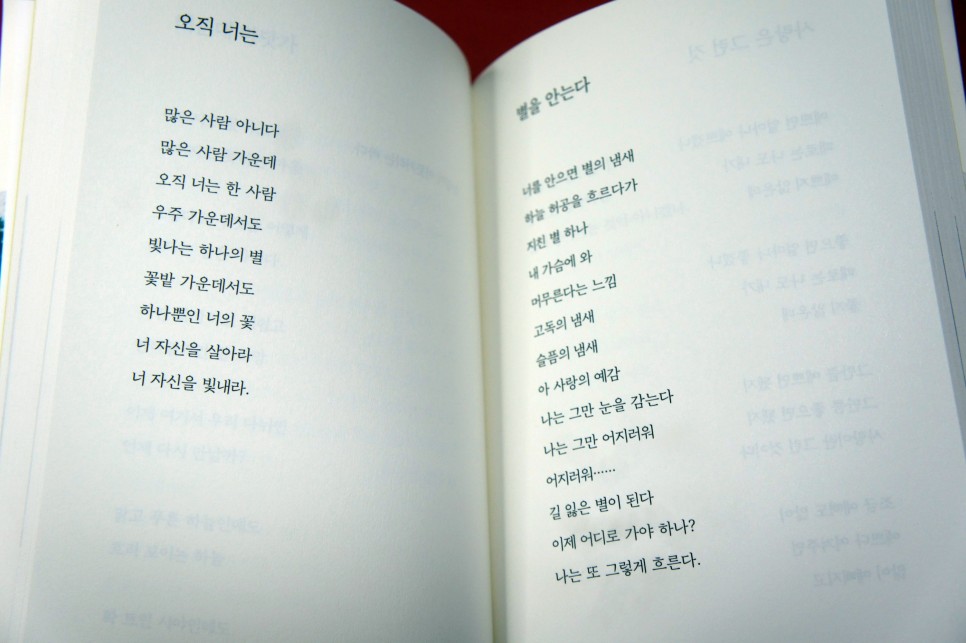 오직 너는
많은 사람 아니다
많은 사람 가운데
오직 너는 한 사람
우주 가운데서도
빛나는 하나의 별
꽃밭 가운데서도
하나뿐인 너의 꽃
너 자신을 살아라
너 자신을 빛내라.
별을 안는다
너를 안으면 별의 냄새
하늘 허공을 흐르다가
지친 별 하나
내 가슴에 와
머무른다는 느낌
고독의 냄새
슬픔의 냄새
아 사랑의 예감
나는 그만 눈을 감는다
나는 그만 어지러워
어지러워……
길 잃은 별이 된다
이제 어디로 가야 하나?
나는 또 그렇게 흐른다.